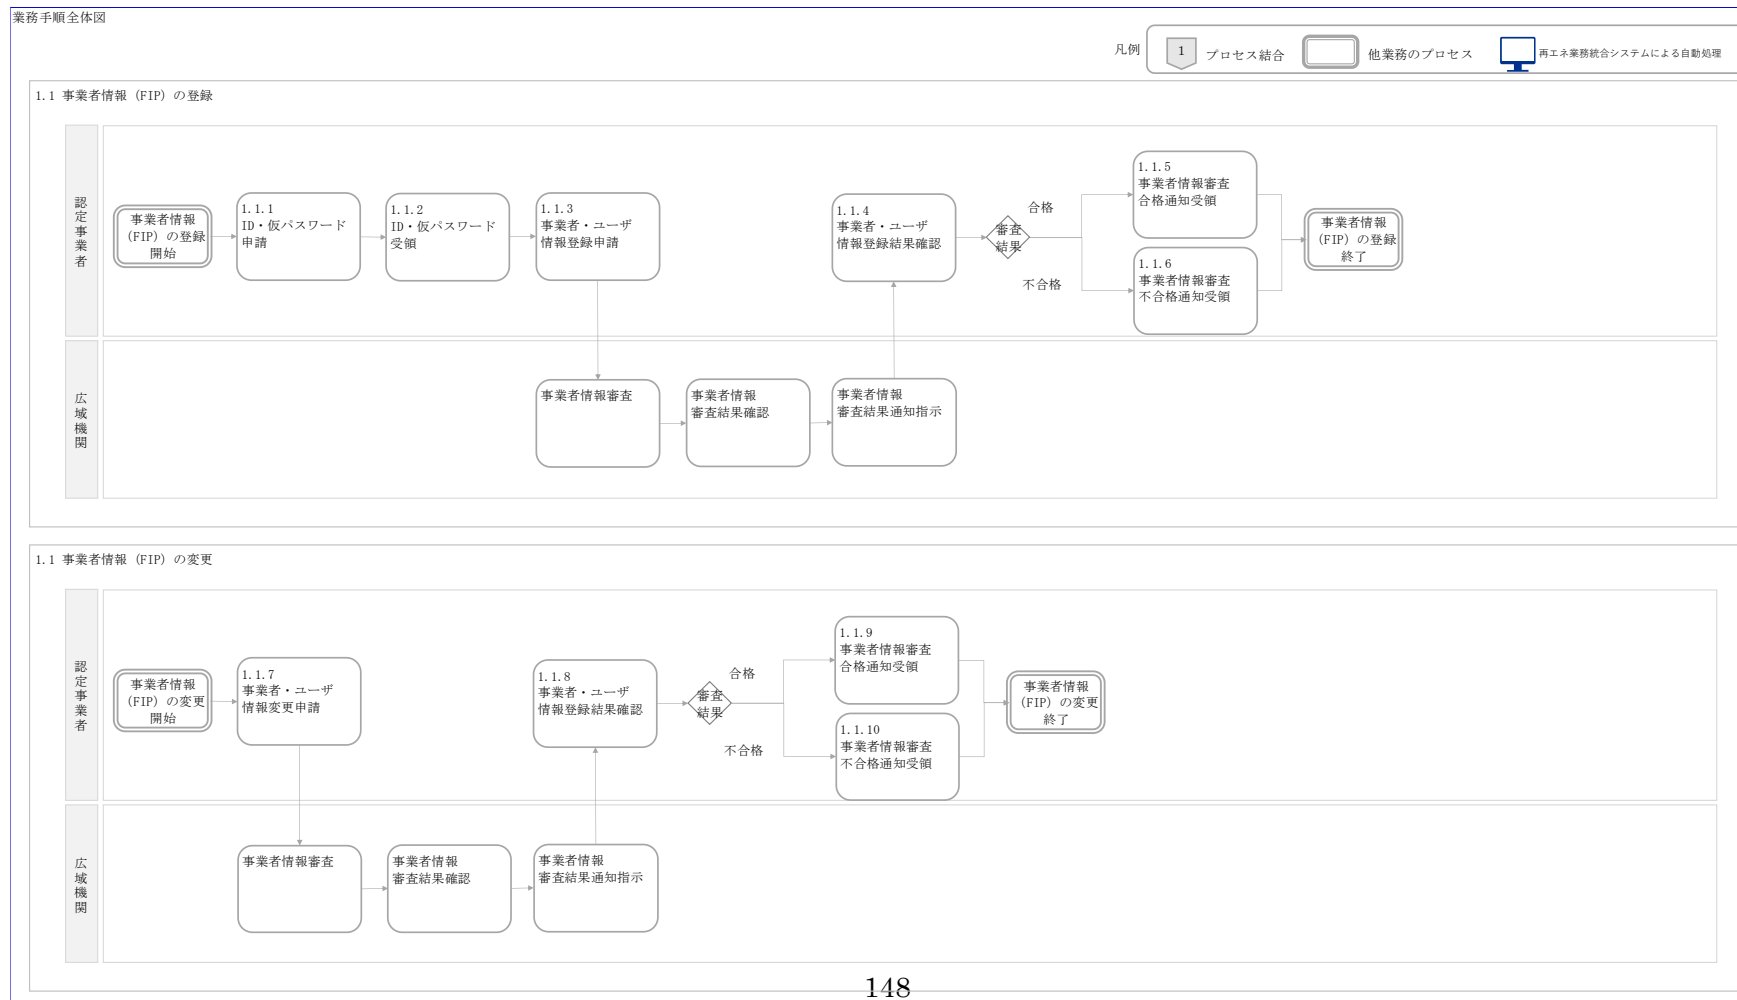 業務手順全体図
凡例
1
プロセス結合
他業務のプロセス
再エネ業務統合システムによる自動処理
1.1 事業者情報（FIP）の登録
認定事業者
事業者情報
（FIP）の登録
開始
1.1.1
ID・仮パスワード
申請
1.1.2
ID・仮パスワード
受領
1.1.3
事業者・ユーザ
情報登録申請
1.1.4
事業者・ユーザ
情報登録結果確認
審査
結果
合格
不合格
1.1.5
事業者情報審査
合格通知受領
1.1.6
事業者情報審査
不合格通知受領
事業者情報
（FIP）の登録
終了
広域機関
事業者情報審査
事業者情報
審査結果確認
事業者情報
審査結果通知指示
1.1 事業者情報（FIP）の変更
認定事業者
事業者情報
（FIP）の変更
開始
1.1.7
事業者・ユーザ
情報変更申請
1.1.8
事業者・ユーザ
情報登録結果確認
審査
結果
合格
不合格
1.1.9
事業者情報審査
合格通知受領
1.1.10
事業者情報審査
不合格通知受領
事業者情報
（FIP）の変更
終了
広域機関
事業者情報審査
事業者情報
審査結果確認
事業者情報
審査結果通知指示
148